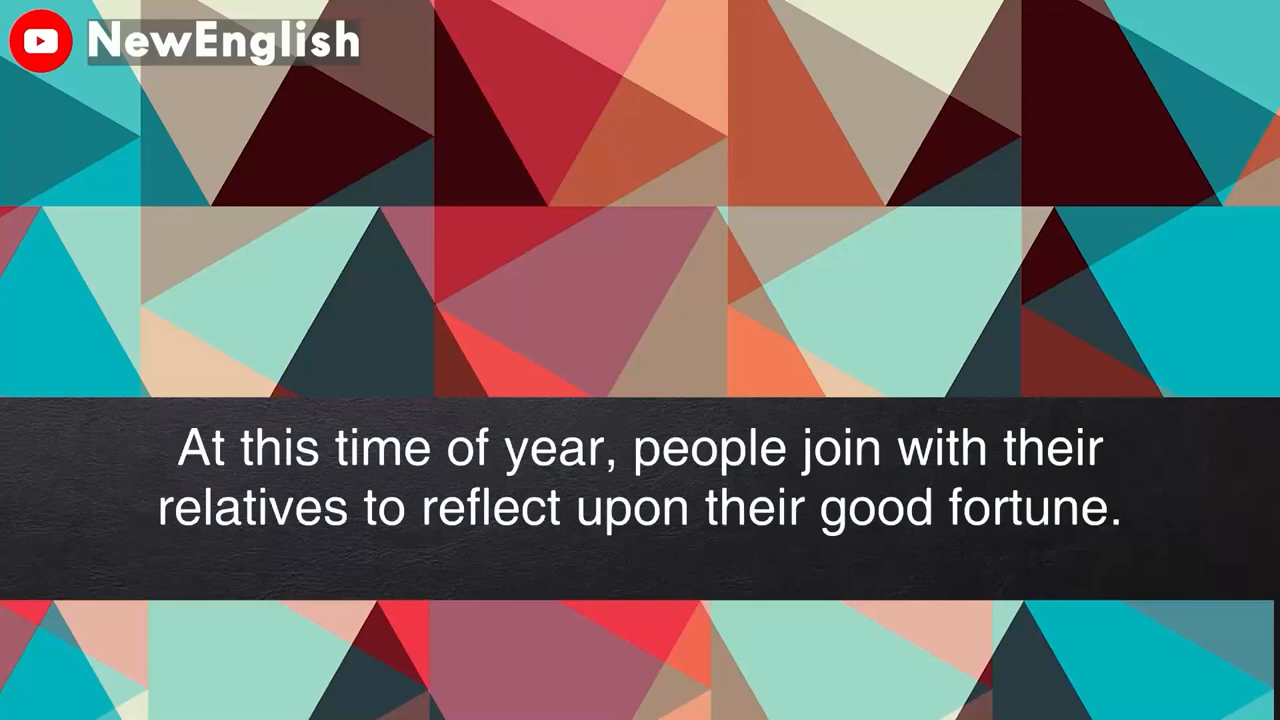 NewEnglish
At this time of year, people join with their
relatives to reflect upon their good fortune.